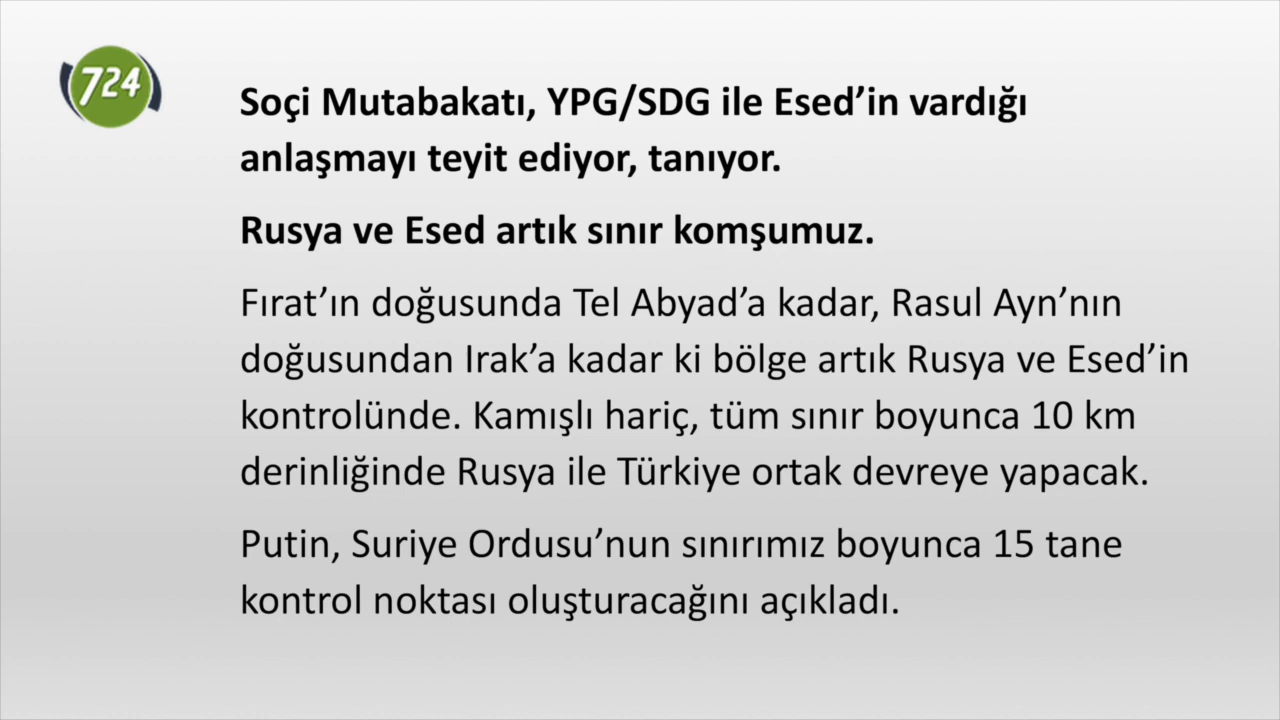 724
Soçi Mutabakatı, YPG/SDG ile Esed’in vardığı
anlaşmayı teyit ediyor, tanıyor.
Rusya ve Esed artık sınır komşumuz.
Fırat’ın doğusunda Tel Abyad’a kadar, Rasul Ayn’nın
doğusundan Irak’a kadar ki bölge artık Rusya ve Esed’in
kontrolünde. Kamışlı hariç, tüm sınır boyunca 10 km
derinliğinde Rusya ile Türkiye ortak devreye yapacak.
Putin, Suriye Ordusu’nun sınırımız boyunca 15 tane
kontrol noktası oluşturacağını açıkladı.